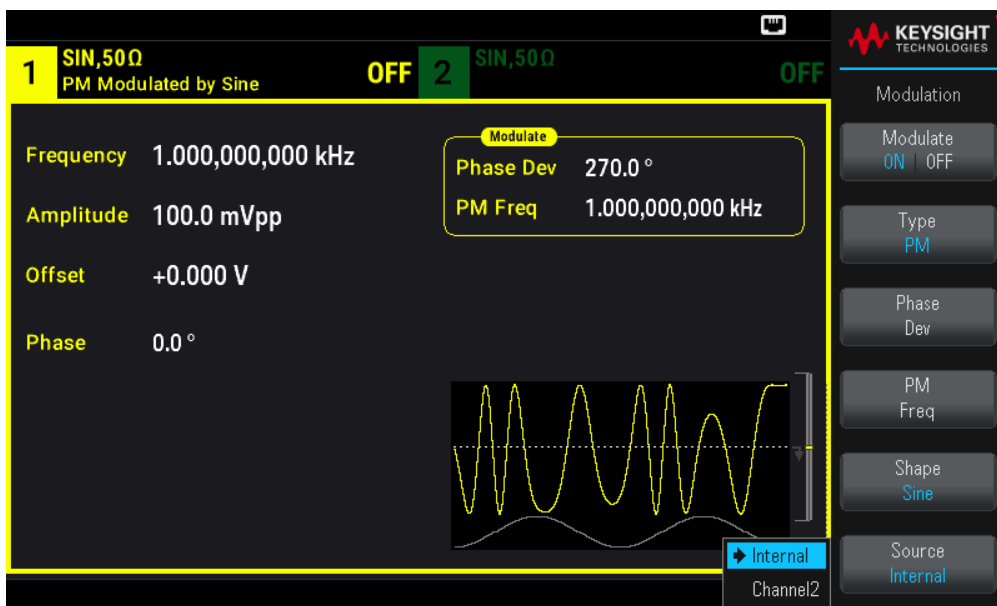 KEYSIGHT
TECHNOLOGIES
1
SIN,50Ω
PM Modulated by Sine
OFF
2
SIN,50Ω
OFF
Modulation
Frequency 1.000,000,000 kHz
Amplitude 100.0 mVpp
Offset +0.000 V
Phase 0.0 °
Modulate
Phase Dev 270.0 °
PM Freq 1.000,000,000 kHz
Modulate
ON | OFF
Type
PM
Phase
Dev
PM
Freq
Shape
Sine
Source
Internal
Internal
Channel2